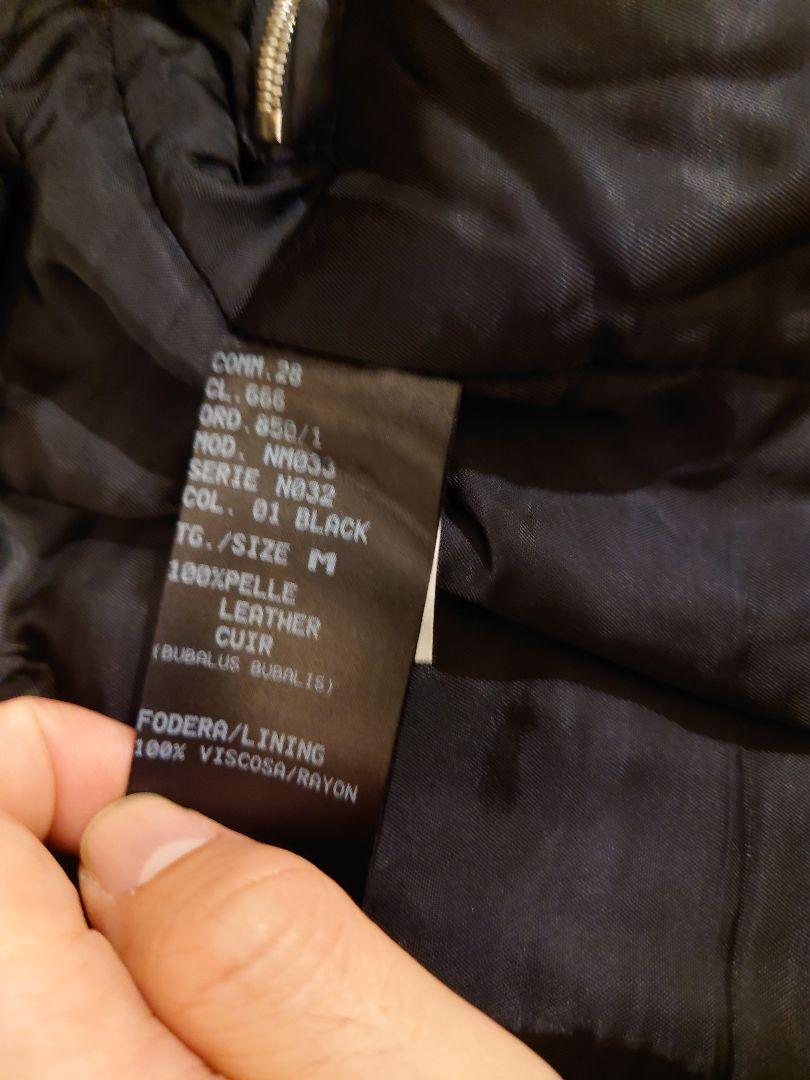 COMM.28
CL.666
ORD.850/1
MOD. NM033
SERIE N032
COL. 01 BLACK
TG./SIZE M
100%PELLE
LEATHER
CUIR
(BUBALUS BUBALIS)
FODERA/LINING
100% VISCOSA/RAYON